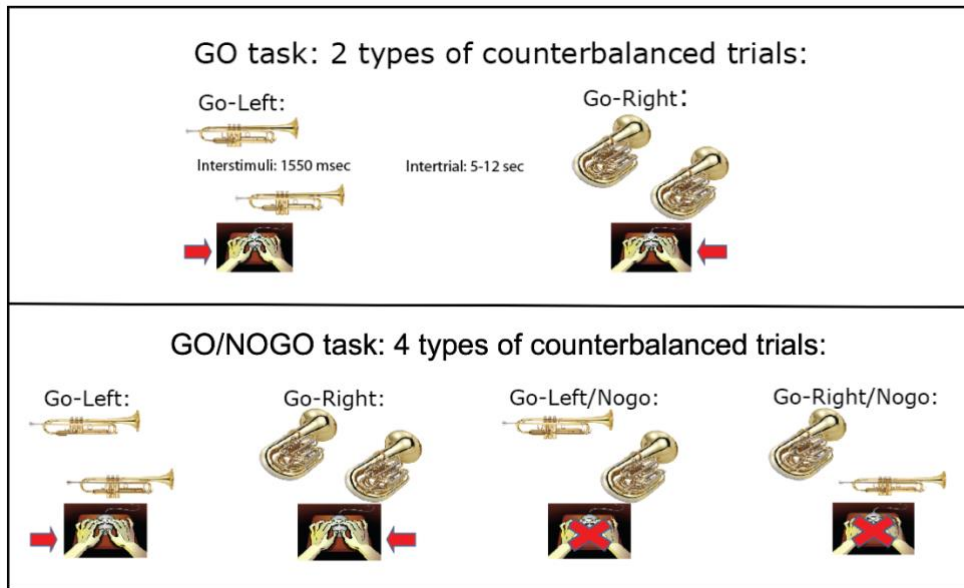 GO task: 2 types of counterbalanced trials:
Go-Left:
Go-Right:
Interstimuli: 1550 msec
Intertrial: 5-12 sec
GO/NOGO task: 4 types of counterbalanced trials:
Go-Left:
Go-Right:
Go-Left/Nogo:
Go-Right/Nogo: